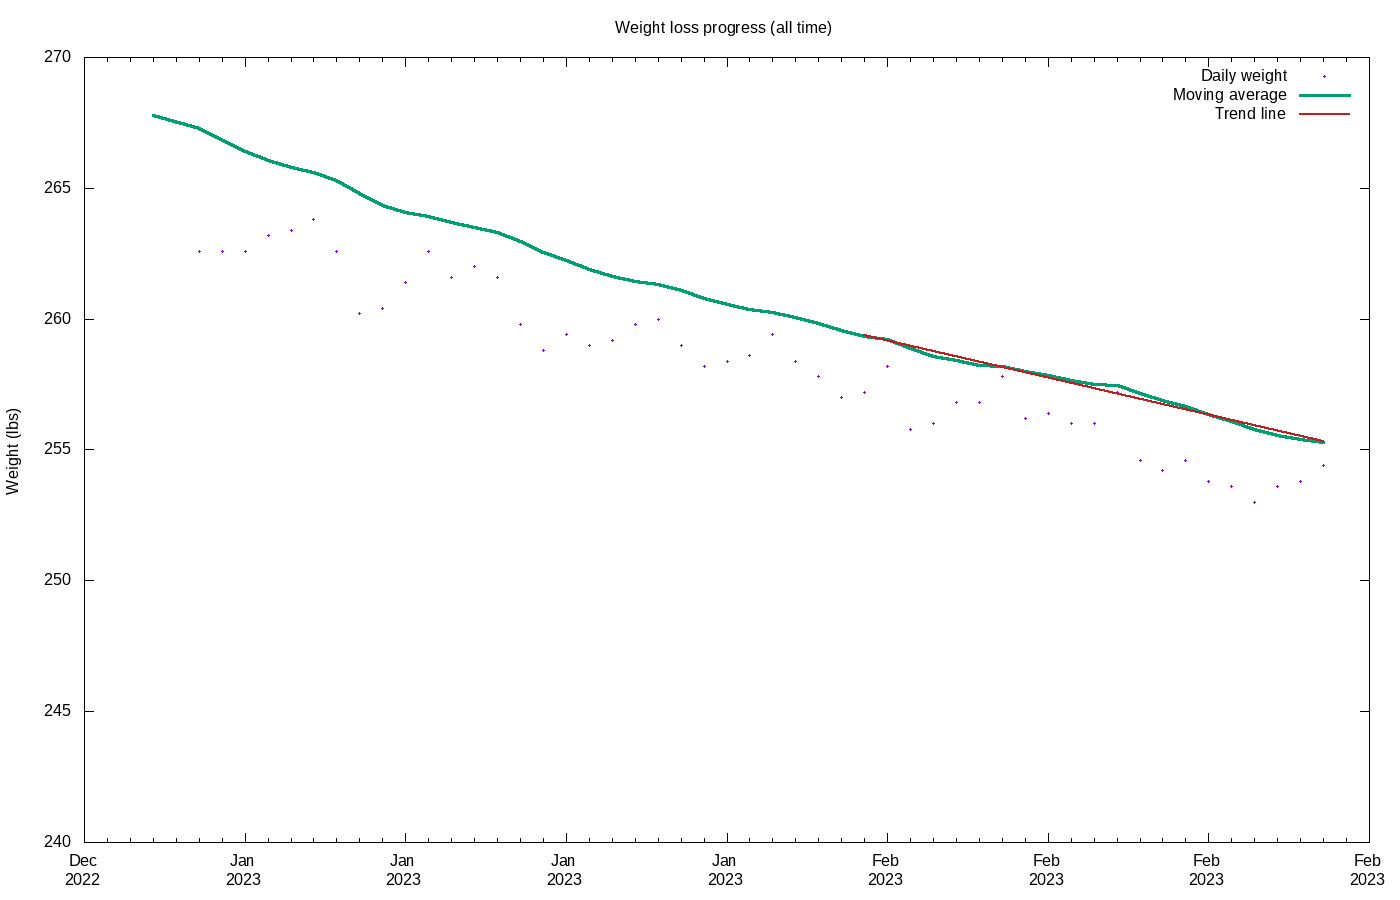 Weight loss progress (all time)
Daily weight
Moving average
Trend line
270
265
260
255
250
245
240
Weight (lbs)
Dec Jan Jan Jan Jan Feb Feb Feb Feb
2022 2023 2023 2023 2023 2023 2023 2023 2023